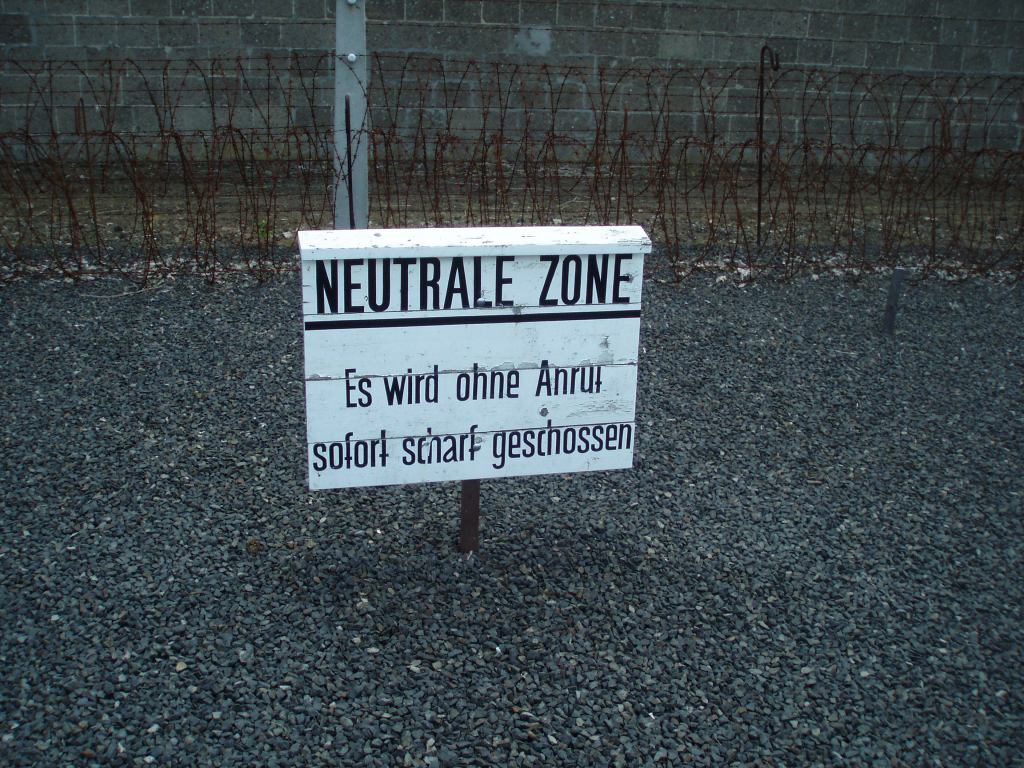 NEUTRALE ZONE
Es wird ohne Anruf
sofort scharf geschossen